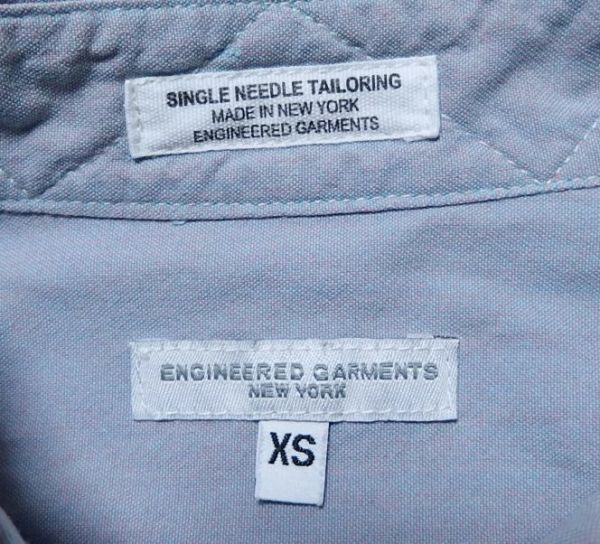 SINGLE NEEDLE TAILORING
MADE IN NEW YORK
ENGINEERED GARMENTS
ENGINEERED GARMENTS
NEW YORK
XS